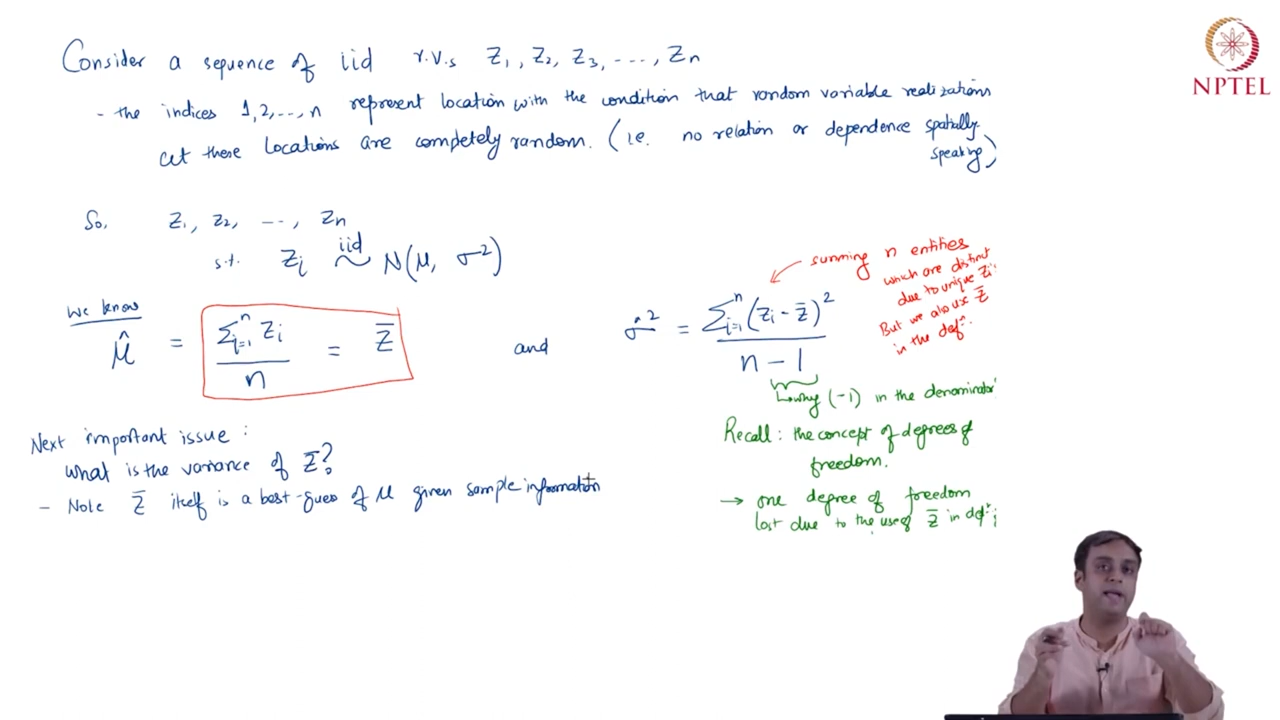 Consider a sequence of iid r.v.s Z1, Z2, Z3, ...., Zn
- the indices 1,2,...,n represent location with the condition that random variable realizations
at these locations are completely random. (i.e. no relation or dependence spatially
speaking)
So, Z1, Z2, ..., Zn
s.t. Zi iid ~ N(μ, σ²)
We know
μ̂ = Σⁿi=1 Zi / n = Z̄ and σ̂² = Σⁿi=1 (Zi - Z̄)² / n - 1
summing n entities
which are distinct
due to unique Zi.
But we also use Z̄
in the defⁿ.
↳ why (-1) in the denominator?
Recall: the concept of degrees of
freedom.
→ one degree of freedom
lost due to the use of Z̄ in defⁿ;
Next important issue:
What is the variance of Z̄?
- Note Z̄ itself is a best-guess of μ given sample information
NPTEL